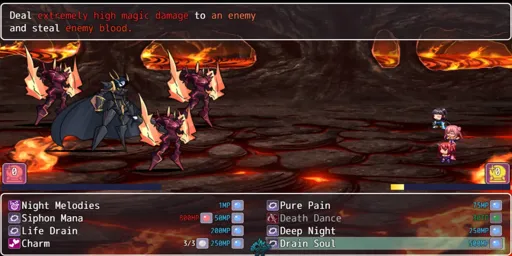 Deal extremely high magic damage to an enemy
and steal enemy blood.
0
Night Melodies 1MP
Siphon Mana 50MP
Life Drain 200MP
Charm 3/3 250MP
Pure Pain
Death Dance
Deep Night
Drain Soul